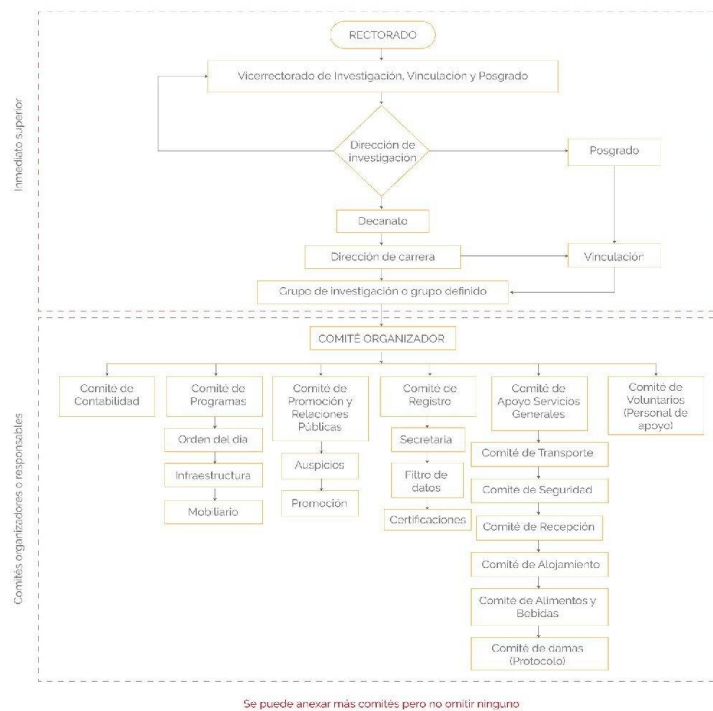 Inmediato superior
RECTORADO
Vicerrectorado de Investigación, Vinculación y Posgrado
Dirección de
investigación
Posgrado
Decanato
Dirección de carrera
Vinculación
Grupo de investigación o grupo definido
Comités organizadores o responsables
COMITÉ ORGANIZADOR
Comité de
Contabilidad
Comité de
Programas
Orden del día
Infraestructura
Mobiliario
Comité de
Promoción y
Relaciones
Públicas
Auspicios
Promoción
Comité de
Registro
Secretaria
Filtro de
datos
Certificaciones
Comité de
Apoyo Servicios
Generales
Comité de Transporte
Comité de Seguridad
Comité de Recepción
Comité de Alojamiento
Comité de Alimentos y
Bebidas
Comité de damas
(Protocolo)
Comité de
Voluntarios
(Personal de
apoyo)
Se puede anexar más comités pero no omitir ninguno